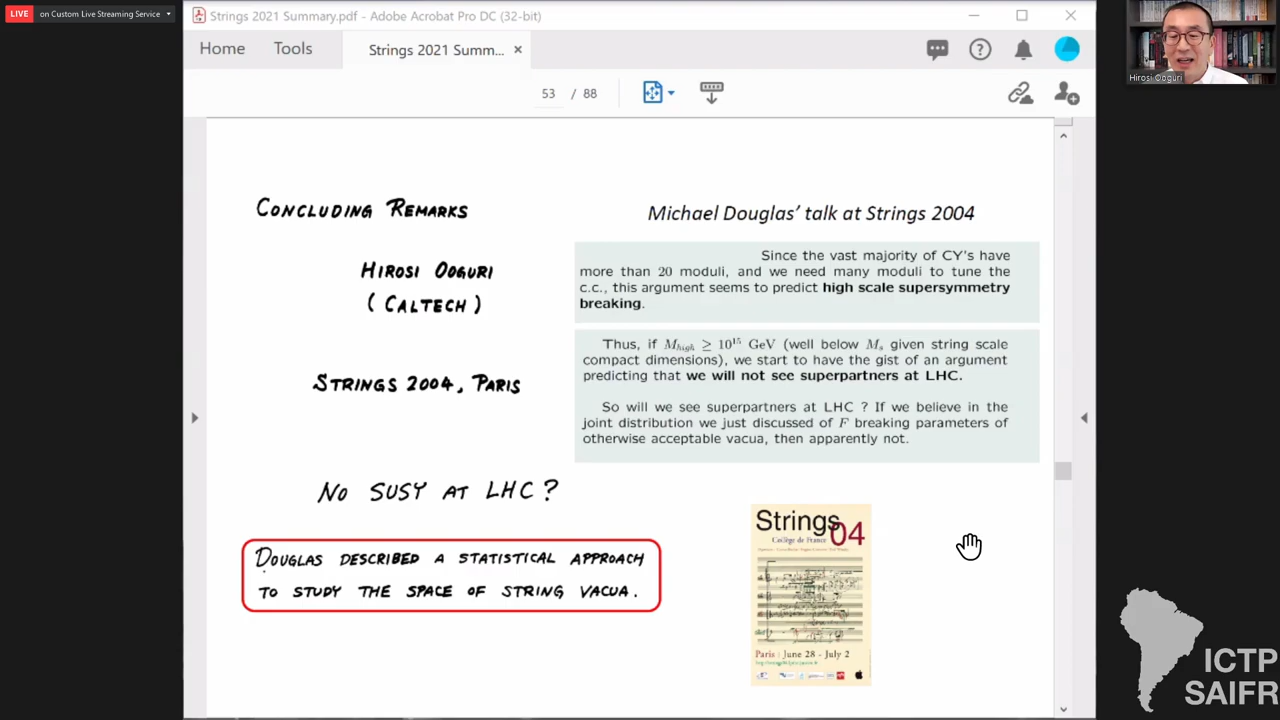 LIVE on Custom Live Streaming Service
Strings 2021 Summary.pdf - Adobe Acrobat Pro DC (32-bit)
Home Tools Strings 2021 Summ... ×
53 / 88
Hirosi Ooguri
CONCLUDING REMARKS
HIROSI OOGURI
(CALTECH)
STRINGS 2004, PARIS
NO SUSY AT LHC?
DOUGLAS DESCRIBED A STATISTICAL APPROACH
TO STUDY THE SPACE OF STRING VACUA.
Michael Douglas' talk at Strings 2004
Since the vast majority of CY's have
more than 20 moduli, and we need many moduli to tune the
c.c., this argument seems to predict high scale supersymmetry
breaking.
Thus, if M_high ≥ 10^15 GeV (well below M_s given string scale
compact dimensions), we start to have the gist of an argument
predicting that we will not see superpartners at LHC.
So will we see superpartners at LHC ? If we believe in the
joint distribution we just discussed of F breaking parameters of
otherwise acceptable vacua, then apparently not.
Strings
04
Collège de France
Paris : June 28 - July 2
ICTP
SAIFR